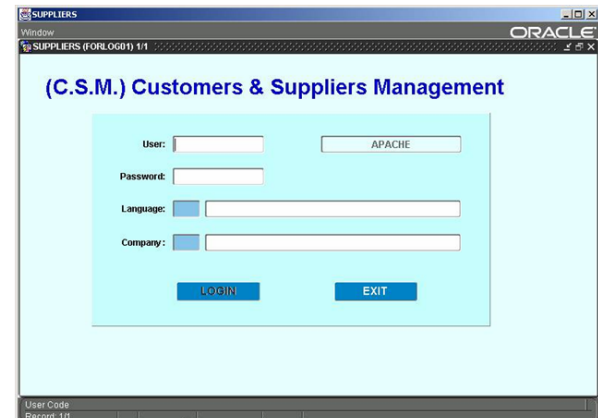 SUPPLIERS
Window
ORACLE
SUPPLIERS (FORLOG01) 1/1
(C.S.M.) Customers & Suppliers Management
User:
APACHE
Password:
Language:
Company:
LOGIN EXIT
User Code
Record: 1/1